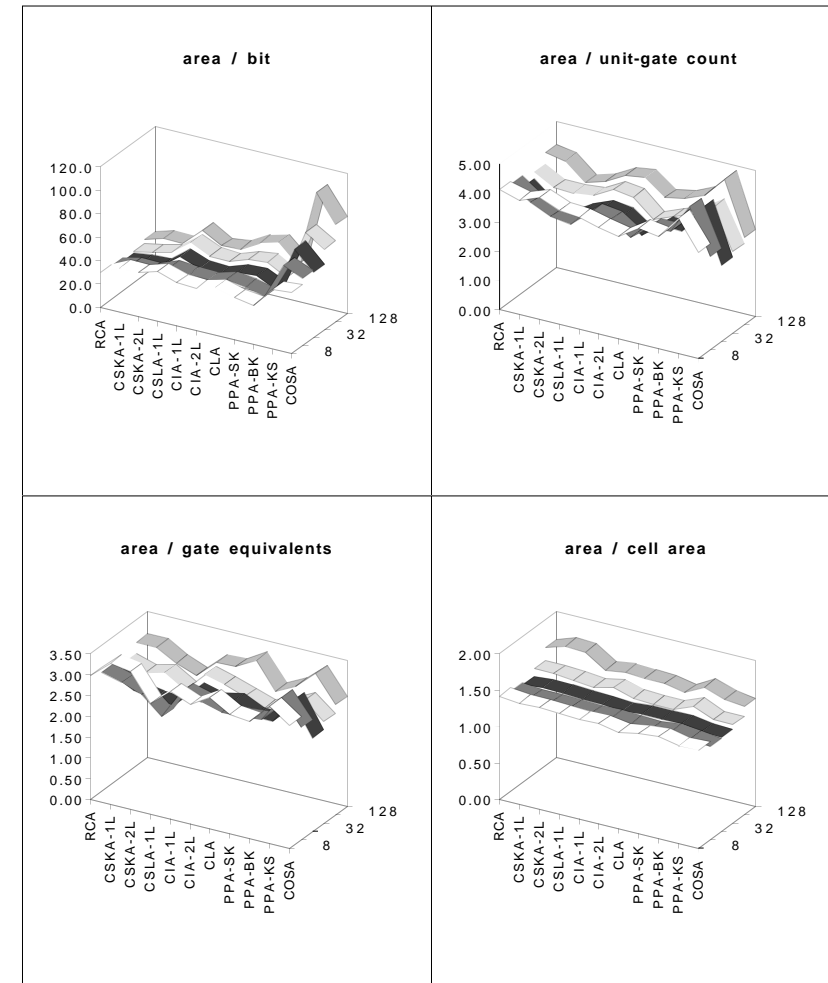 area / bit
120.0
100.0
80.0
60.0
40.0
20.0
0.0
RCA
CSKA-1L
CSKA-2L
CSLA-1L
CIA-1L
CIA-2L
CLA
PPA-SK
PPA-BK
PPA-KS
COSA
8
32
128
area / unit-gate count
5.00
4.00
3.00
2.00
1.00
0.00
RCA
CSKA-1L
CSKA-2L
CSLA-1L
CIA-1L
CIA-2L
CLA
PPA-SK
PPA-BK
PPA-KS
COSA
8
32
128
area / gate equivalents
3.50
3.00
2.50
2.00
1.50
1.00
0.50
0.00
RCA
CSKA-1L
CSKA-2L
CSLA-1L
CIA-1L
CIA-2L
CLA
PPA-SK
PPA-BK
PPA-KS
COSA
8
32
128
area / cell area
2.00
1.50
1.00
0.50
0.00
RCA
CSKA-1L
CSKA-2L
CSLA-1L
CIA-1L
CIA-2L
CLA
PPA-SK
PPA-BK
PPA-KS
COSA
8
32
128